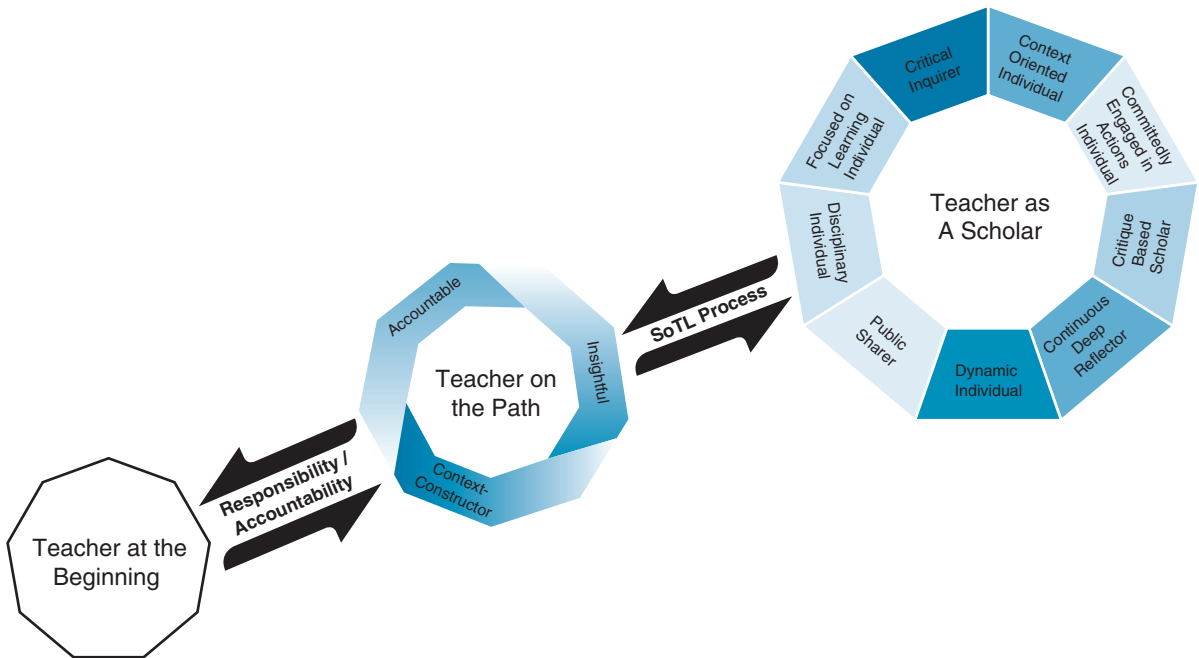 Critical
Inquirer
Context
Oriented
Individual
Committedly
Engaged in
Actions
Individual
Critique
Based
Scholar
Continuous
Deep
Reflector
Dynamic
Individual
Public
Sharer
Disciplinary
Individual
Focused on
Learning
Individual
Teacher as
A Scholar
SoTL Process
Accountable
Insightful
Context-
Constructor
Teacher on
the Path
Responsibility /
Accountability
Teacher at the
Beginning